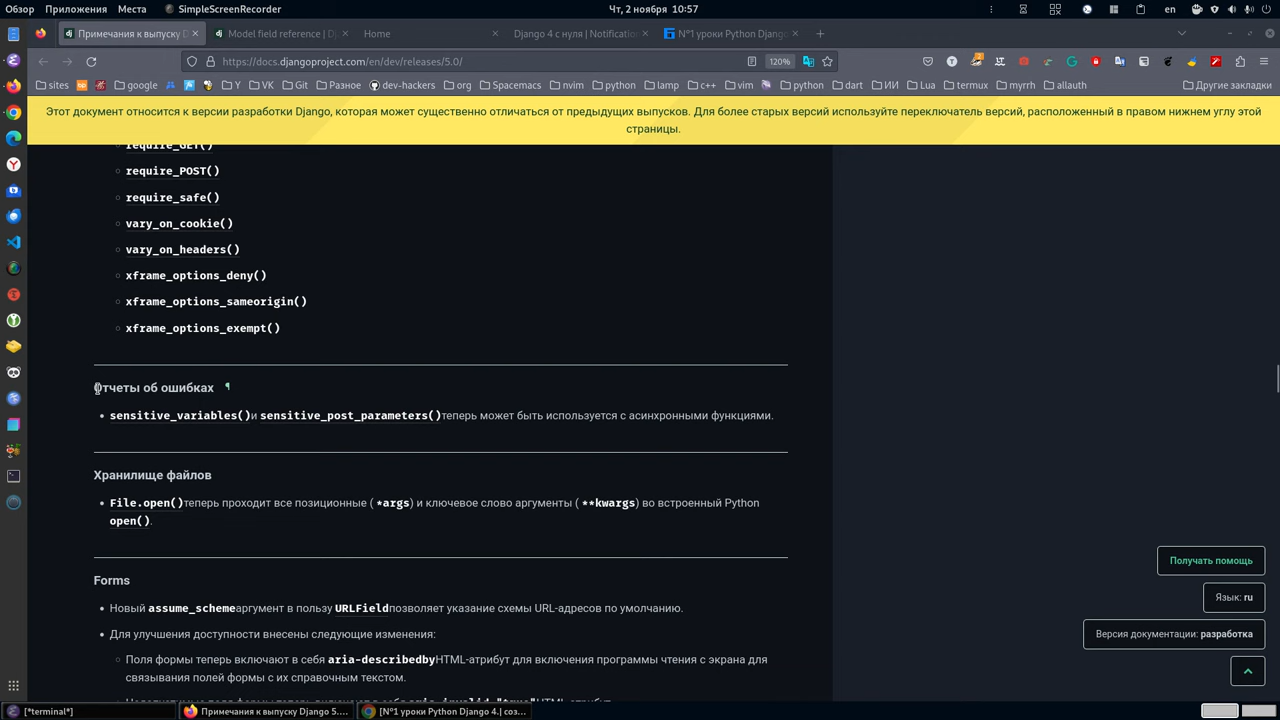 Обзор Приложения Места SimpleScreenRecorder Чт, 2 ноября 10:57 en
Примечания к выпуску D Model field reference | Dj Home Django 4 с нуля | Notification №1 уроки Python Django
https://docs.djangoproject.com/en/dev/releases/5.0/ 120%
sites google Y VK Git Разное dev-hackers org Spacemacs nvim python lamp c++ vim python dart ИИ Lua termux myrrh allauth Другие закладки
Этот документ относится к версии разработки Django, которая может существенно отличаться от предыдущих выпусков. Для более старых версий используйте переключатель версий, расположенный в правом нижнем углу этой
страницы.
require_GET()
require_POST()
require_safe()
vary_on_cookie()
vary_on_headers()
xframe_options_deny()
xframe_options_sameorigin()
xframe_options_exempt()
Отчеты об ошибках ¶
sensitive_variables()и sensitive_post_parameters()теперь может быть используется с асинхронными функциями.
Хранилище файлов
File.open()теперь проходит все позиционные ( *args) и ключевое слово аргументы ( **kwargs) во встроенный Python
open().
Forms
Новый assume_schemeаргумент в пользу URLFieldпозволяет указание схемы URL-адресов по умолчанию.
Для улучшения доступности внесены следующие изменения:
Поля формы теперь включают в себя aria-describedbyHTML-атрибут для включения программы чтения с экрана для
связывания полей формы с их справочным текстом.
Получать помощь
Язык: ru
Версия документации: разработка
[*terminal*] Примечания к выпуску Django 5.... [№1 уроки Python Django 4.| соз...